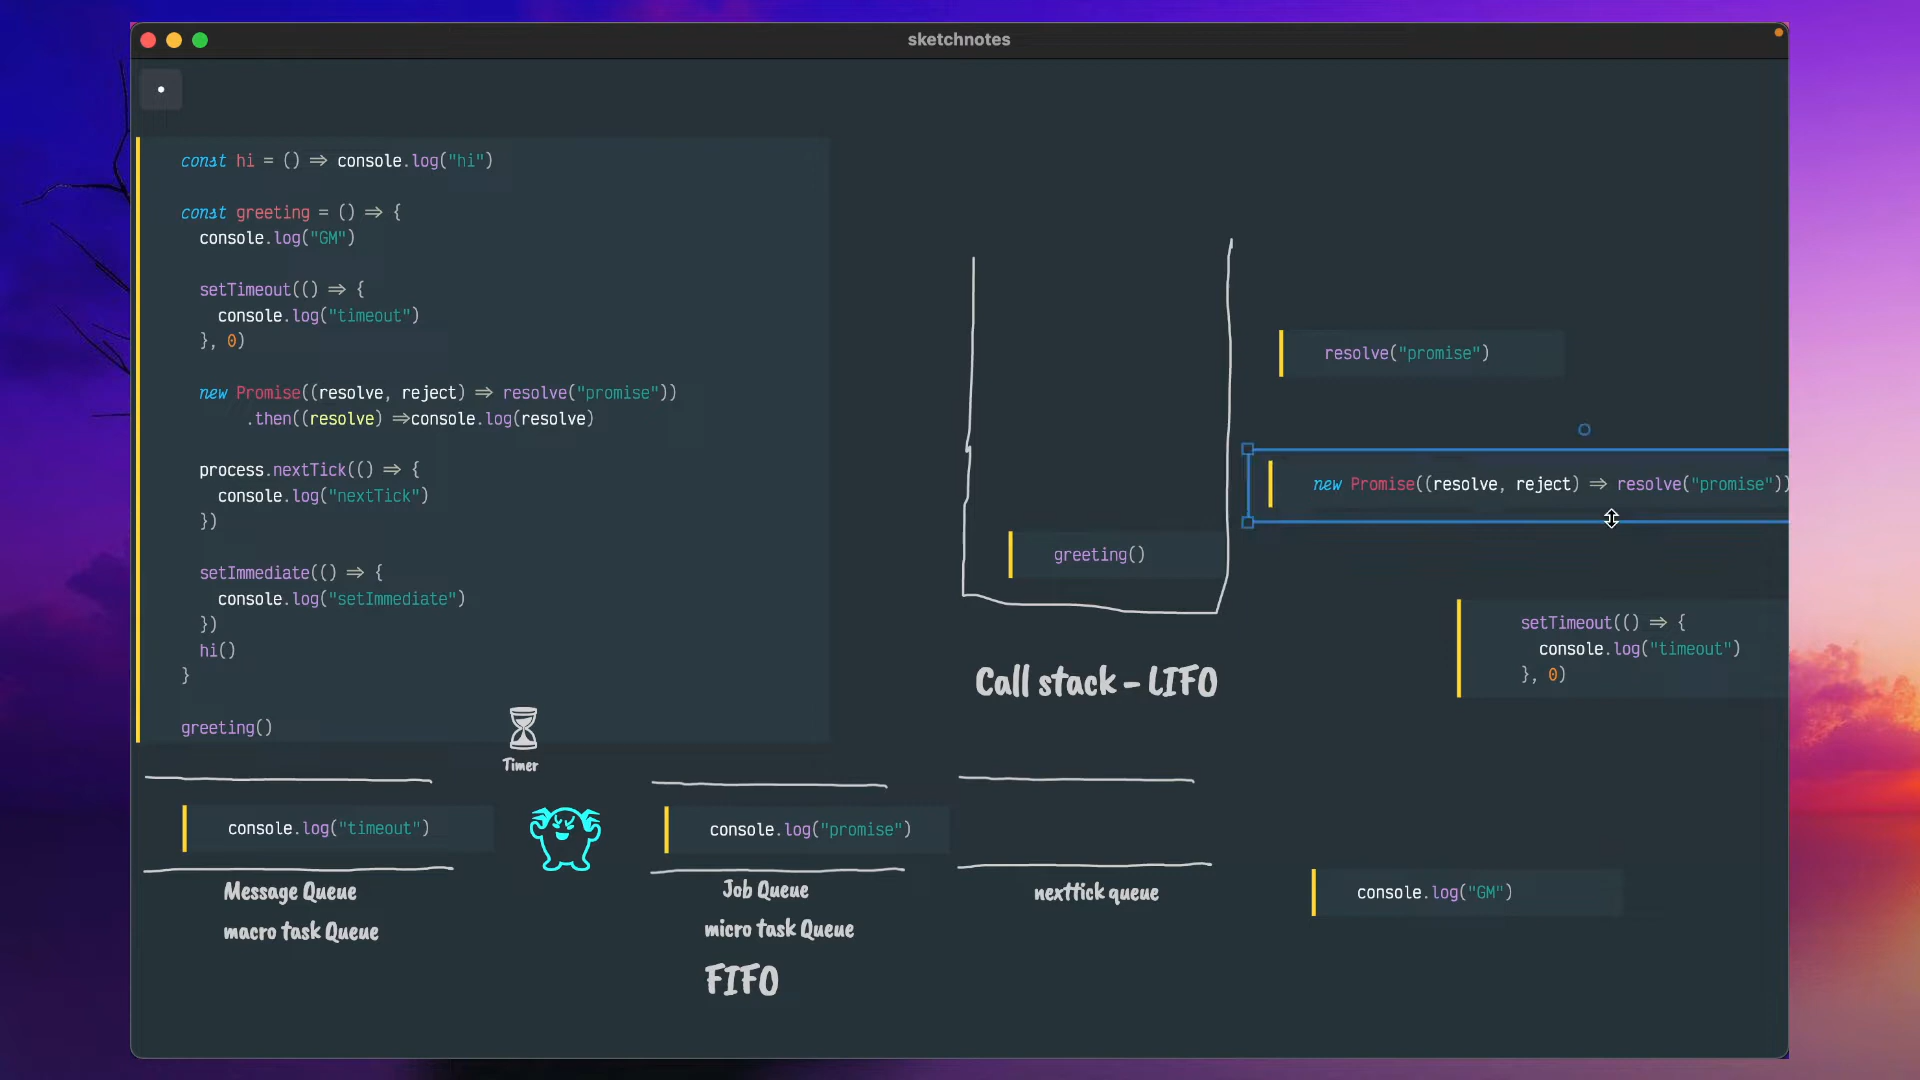 sketchnotes
const hi = () => console.log("hi")
const greeting = () => {
console.log("GM")
setTimeout(() => {
console.log("timeout")
}, 0)
new Promise((resolve, reject) => resolve("promise"))
.then((resolve) =>console.log(resolve)
process.nextTick(() => {
console.log("nextTick")
})
setImmediate(() => {
console.log("setImmediate")
})
hi()
}
greeting()
Timer
resolve("promise")
new Promise((resolve, reject) => resolve("promise"))
greeting()
setTimeout(() => {
console.log("timeout")
}, 0)
Call stack - LIFO
console.log("timeout")
Message Queue
macro task Queue
console.log("promise")
Job Queue
micro task Queue
FIFO
nexttick queue
console.log("GM")